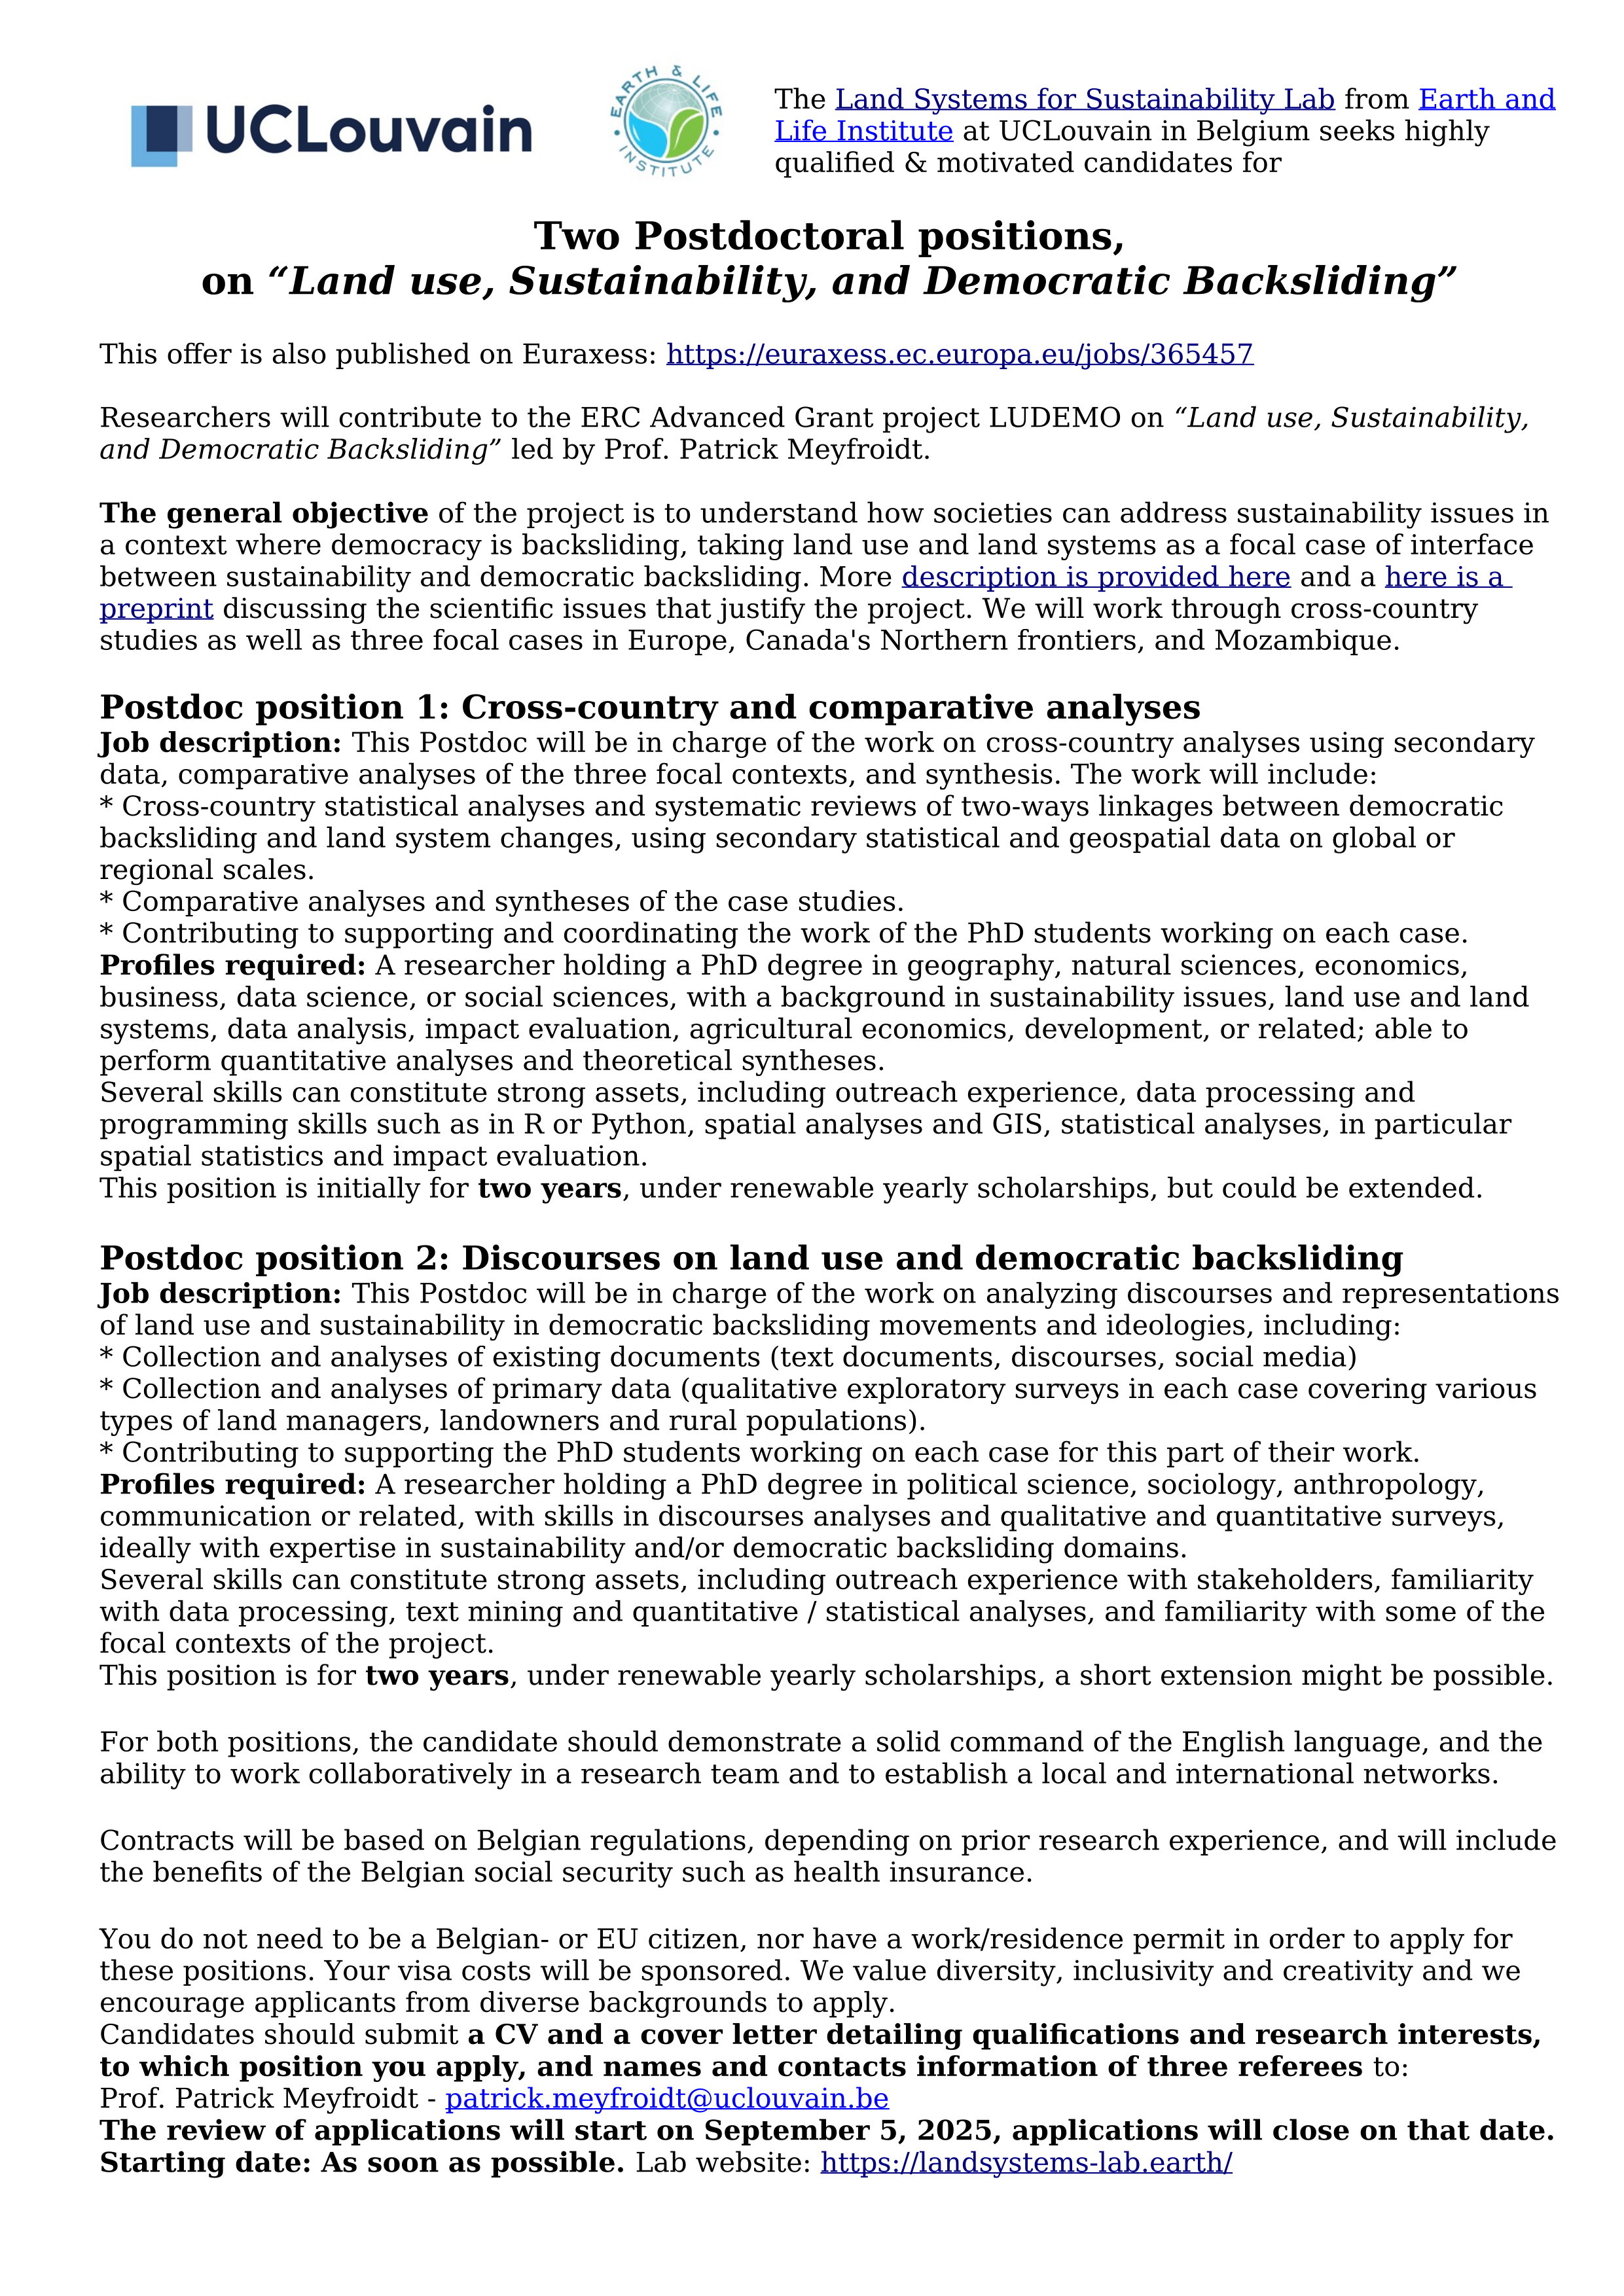 UCLouvain
EARTH & LIFE
INSTITUTE
The Land Systems for Sustainability Lab from Earth and
Life Institute at UCLouvain in Belgium seeks highly
qualified & motivated candidates for
Two Postdoctoral positions,
on “Land use, Sustainability, and Democratic Backsliding”
This offer is also published on Euraxess: https://euraxess.ec.europa.eu/jobs/365457
Researchers will contribute to the ERC Advanced Grant project LUDEMO on “Land use, Sustainability,
and Democratic Backsliding” led by Prof. Patrick Meyfroidt.
The general objective of the project is to understand how societies can address sustainability issues in
a context where democracy is backsliding, taking land use and land systems as a focal case of interface
between sustainability and democratic backsliding. More description is provided here and a here is a
preprint discussing the scientific issues that justify the project. We will work through cross-country
studies as well as three focal cases in Europe, Canada's Northern frontiers, and Mozambique.
Postdoc position 1: Cross-country and comparative analyses
Job description: This Postdoc will be in charge of the work on cross-country analyses using secondary
data, comparative analyses of the three focal contexts, and synthesis. The work will include:
* Cross-country statistical analyses and systematic reviews of two-ways linkages between democratic
backsliding and land system changes, using secondary statistical and geospatial data on global or
regional scales.
* Comparative analyses and syntheses of the case studies.
* Contributing to supporting and coordinating the work of the PhD students working on each case.
Profiles required: A researcher holding a PhD degree in geography, natural sciences, economics,
business, data science, or social sciences, with a background in sustainability issues, land use and land
systems, data analysis, impact evaluation, agricultural economics, development, or related; able to
perform quantitative analyses and theoretical syntheses.
Several skills can constitute strong assets, including outreach experience, data processing and
programming skills such as in R or Python, spatial analyses and GIS, statistical analyses, in particular
spatial statistics and impact evaluation.
This position is initially for two years, under renewable yearly scholarships, but could be extended.
Postdoc position 2: Discourses on land use and democratic backsliding
Job description: This Postdoc will be in charge of the work on analyzing discourses and representations
of land use and sustainability in democratic backsliding movements and ideologies, including:
* Collection and analyses of existing documents (text documents, discourses, social media)
* Collection and analyses of primary data (qualitative exploratory surveys in each case covering various
types of land managers, landowners and rural populations).
* Contributing to supporting the PhD students working on each case for this part of their work.
Profiles required: A researcher holding a PhD degree in political science, sociology, anthropology,
communication or related, with skills in discourses analyses and qualitative and quantitative surveys,
ideally with expertise in sustainability and/or democratic backsliding domains.
Several skills can constitute strong assets, including outreach experience with stakeholders, familiarity
with data processing, text mining and quantitative / statistical analyses, and familiarity with some of the
focal contexts of the project.
This position is for two years, under renewable yearly scholarships, a short extension might be possible.
For both positions, the candidate should demonstrate a solid command of the English language, and the
ability to work collaboratively in a research team and to establish a local and international networks.
Contracts will be based on Belgian regulations, depending on prior research experience, and will include
the benefits of the Belgian social security such as health insurance.
You do not need to be a Belgian- or EU citizen, nor have a work/residence permit in order to apply for
these positions. Your visa costs will be sponsored. We value diversity, inclusivity and creativity and we
encourage applicants from diverse backgrounds to apply.
Candidates should submit a CV and a cover letter detailing qualifications and research interests,
to which position you apply, and names and contacts information of three referees to:
Prof. Patrick Meyfroidt - patrick.meyfroidt@uclouvain.be
The review of applications will start on September 5, 2025, applications will close on that date.
Starting date: As soon as possible. Lab website: https://landsystems-lab.earth/